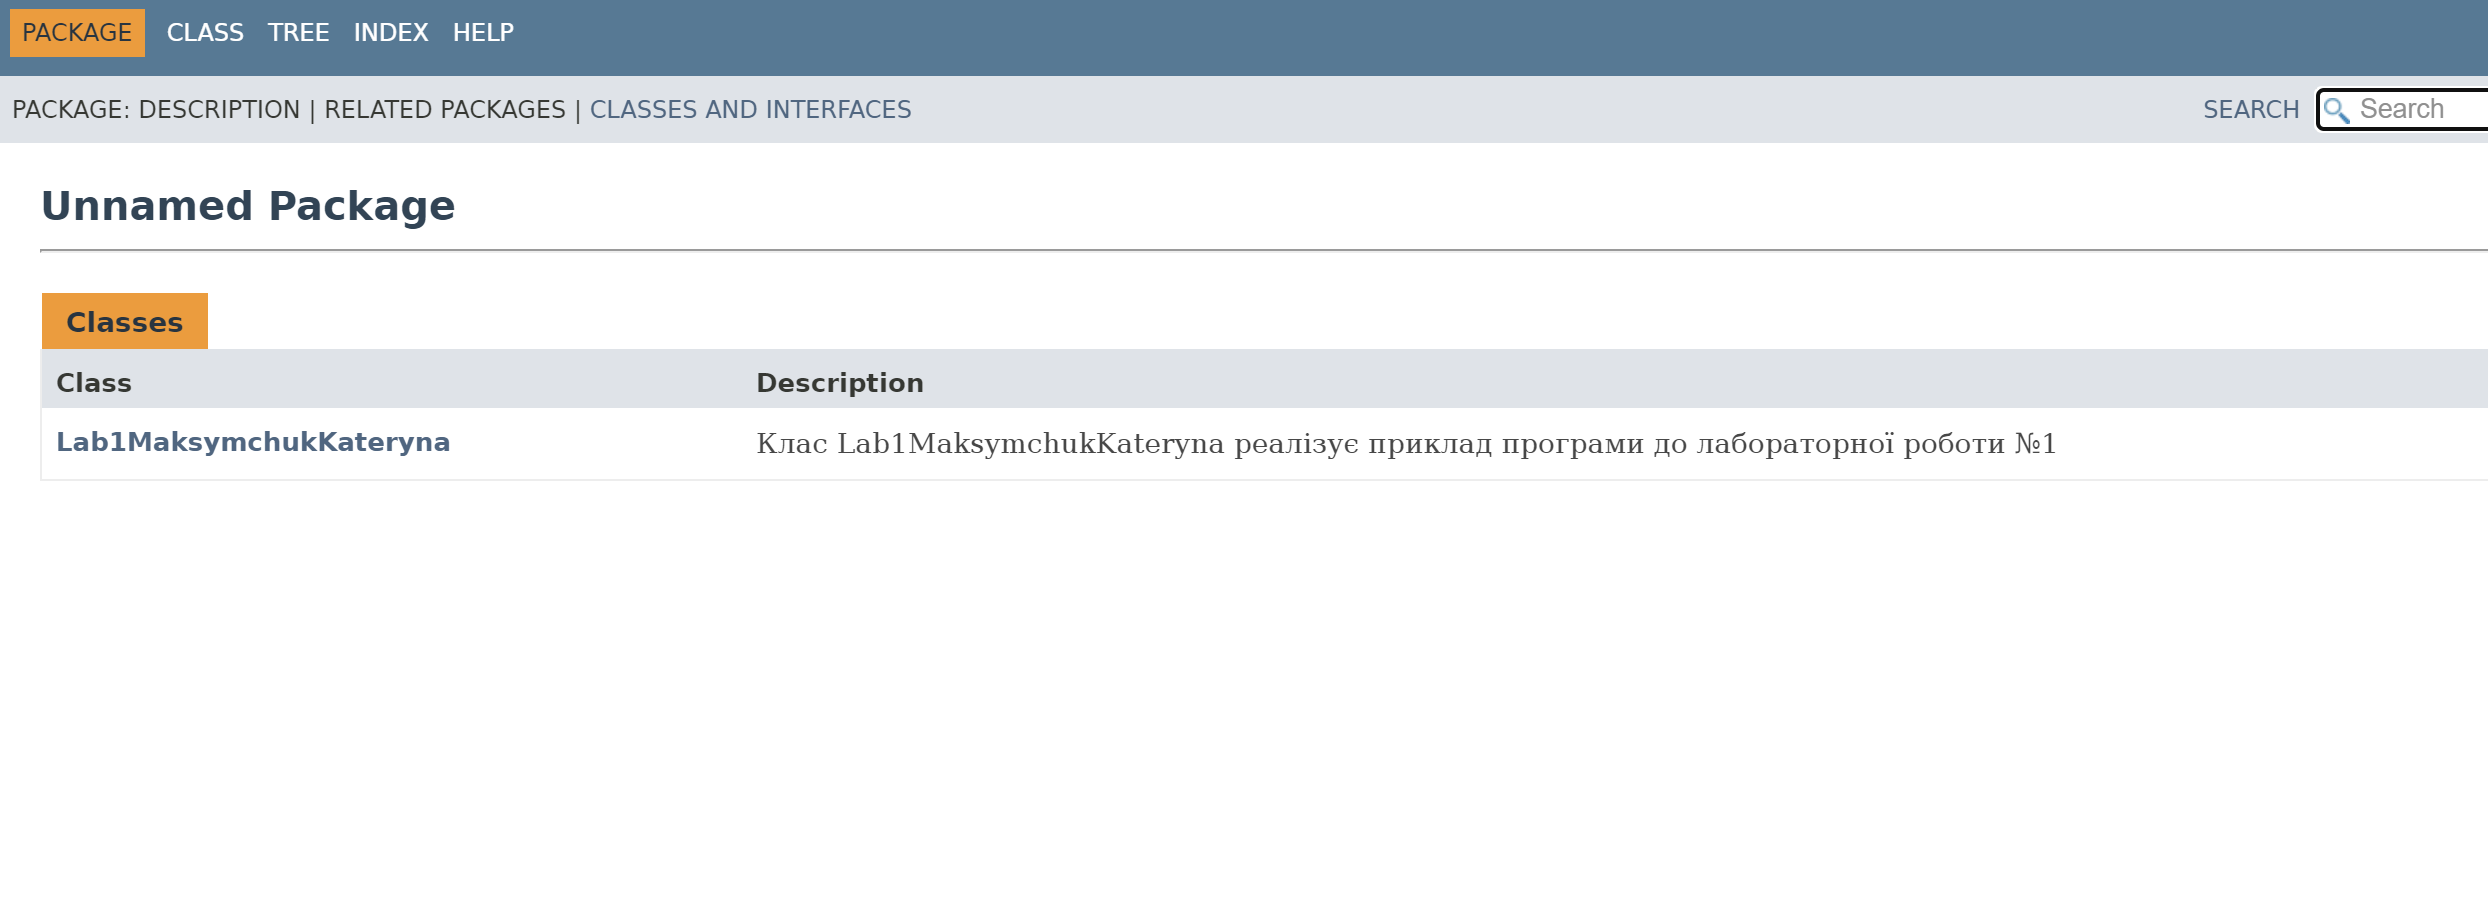 PACKAGE CLASS TREE INDEX HELP
PACKAGE: DESCRIPTION | RELATED PACKAGES | CLASSES AND INTERFACES SEARCH Search
Unnamed Package
Classes
Class Description
Lab1MaksymchukKateryna Клас Lab1MaksymchukKateryna реалізує приклад програми до лабораторної роботи №1